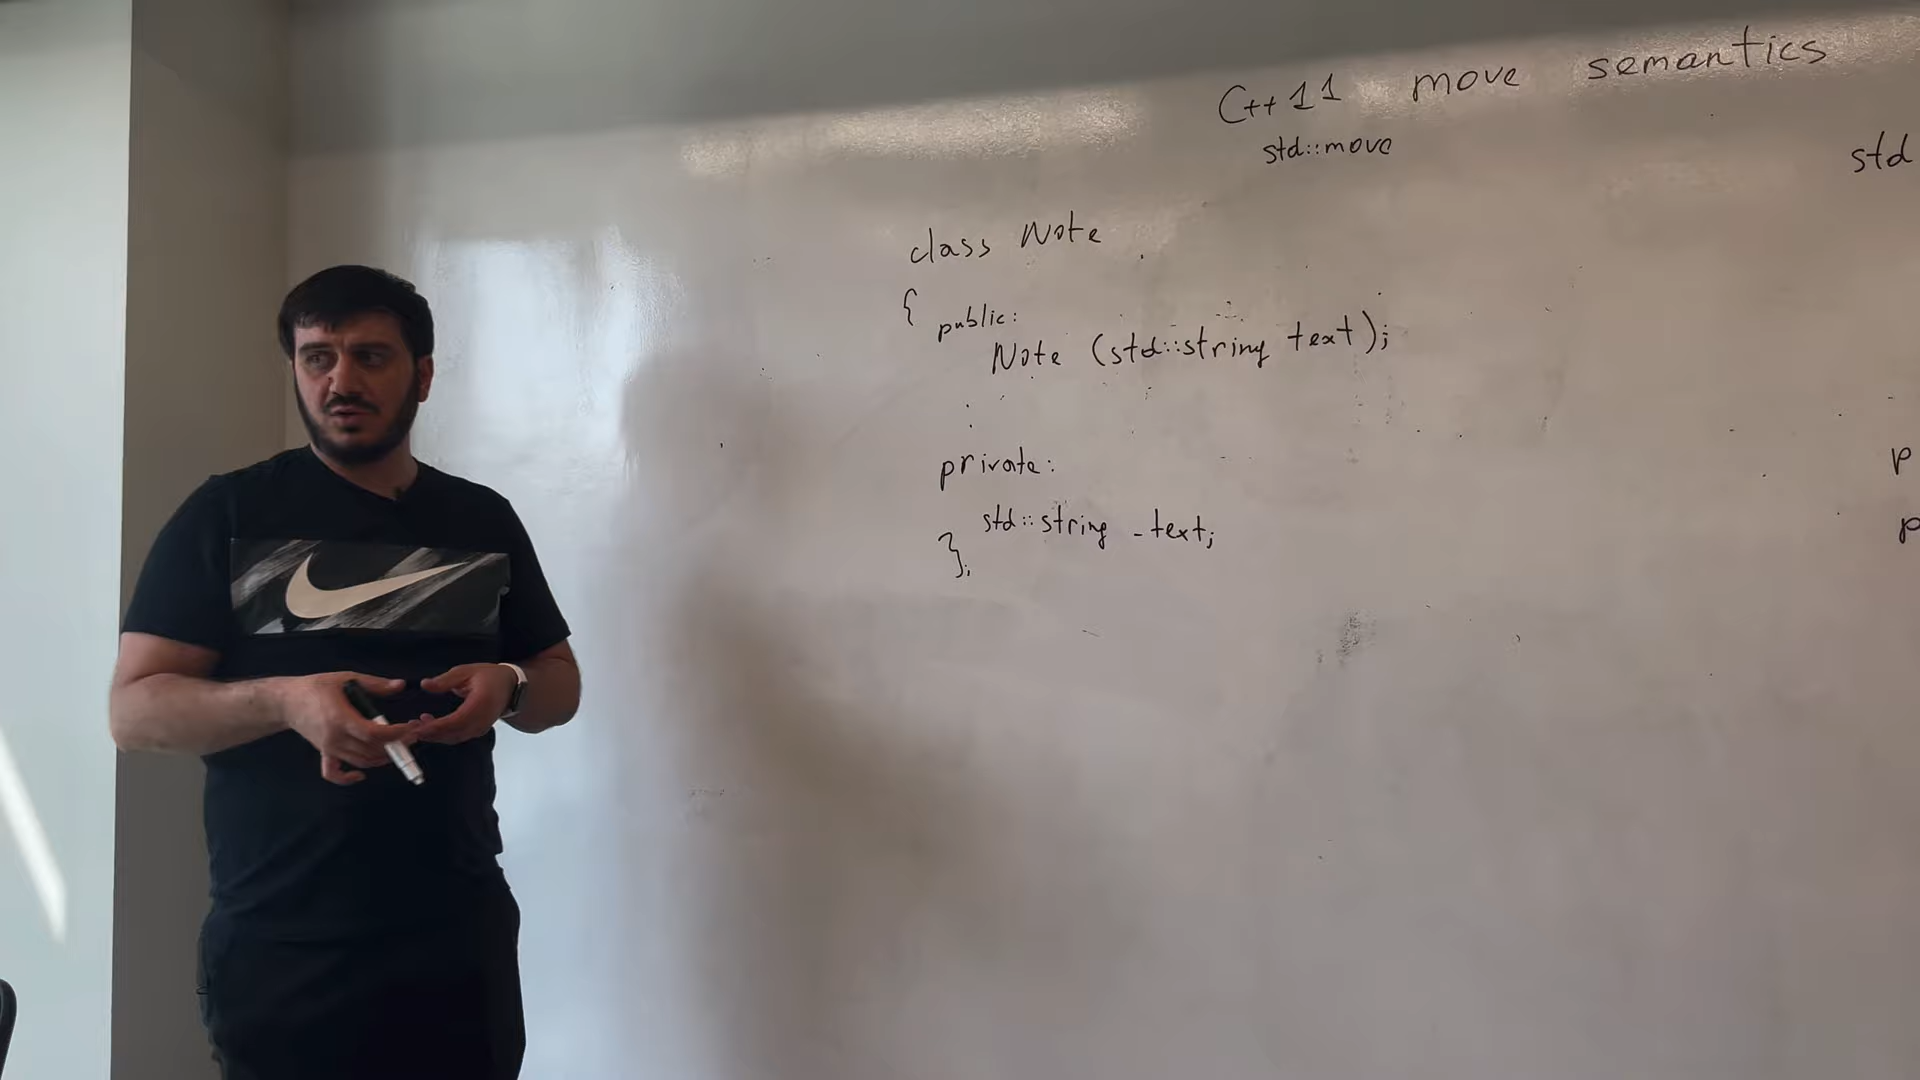 C++11 move semantics
std::move
std
class Note
{ public:
Note (std::string text);
private:
std::string _text;
};
p
p